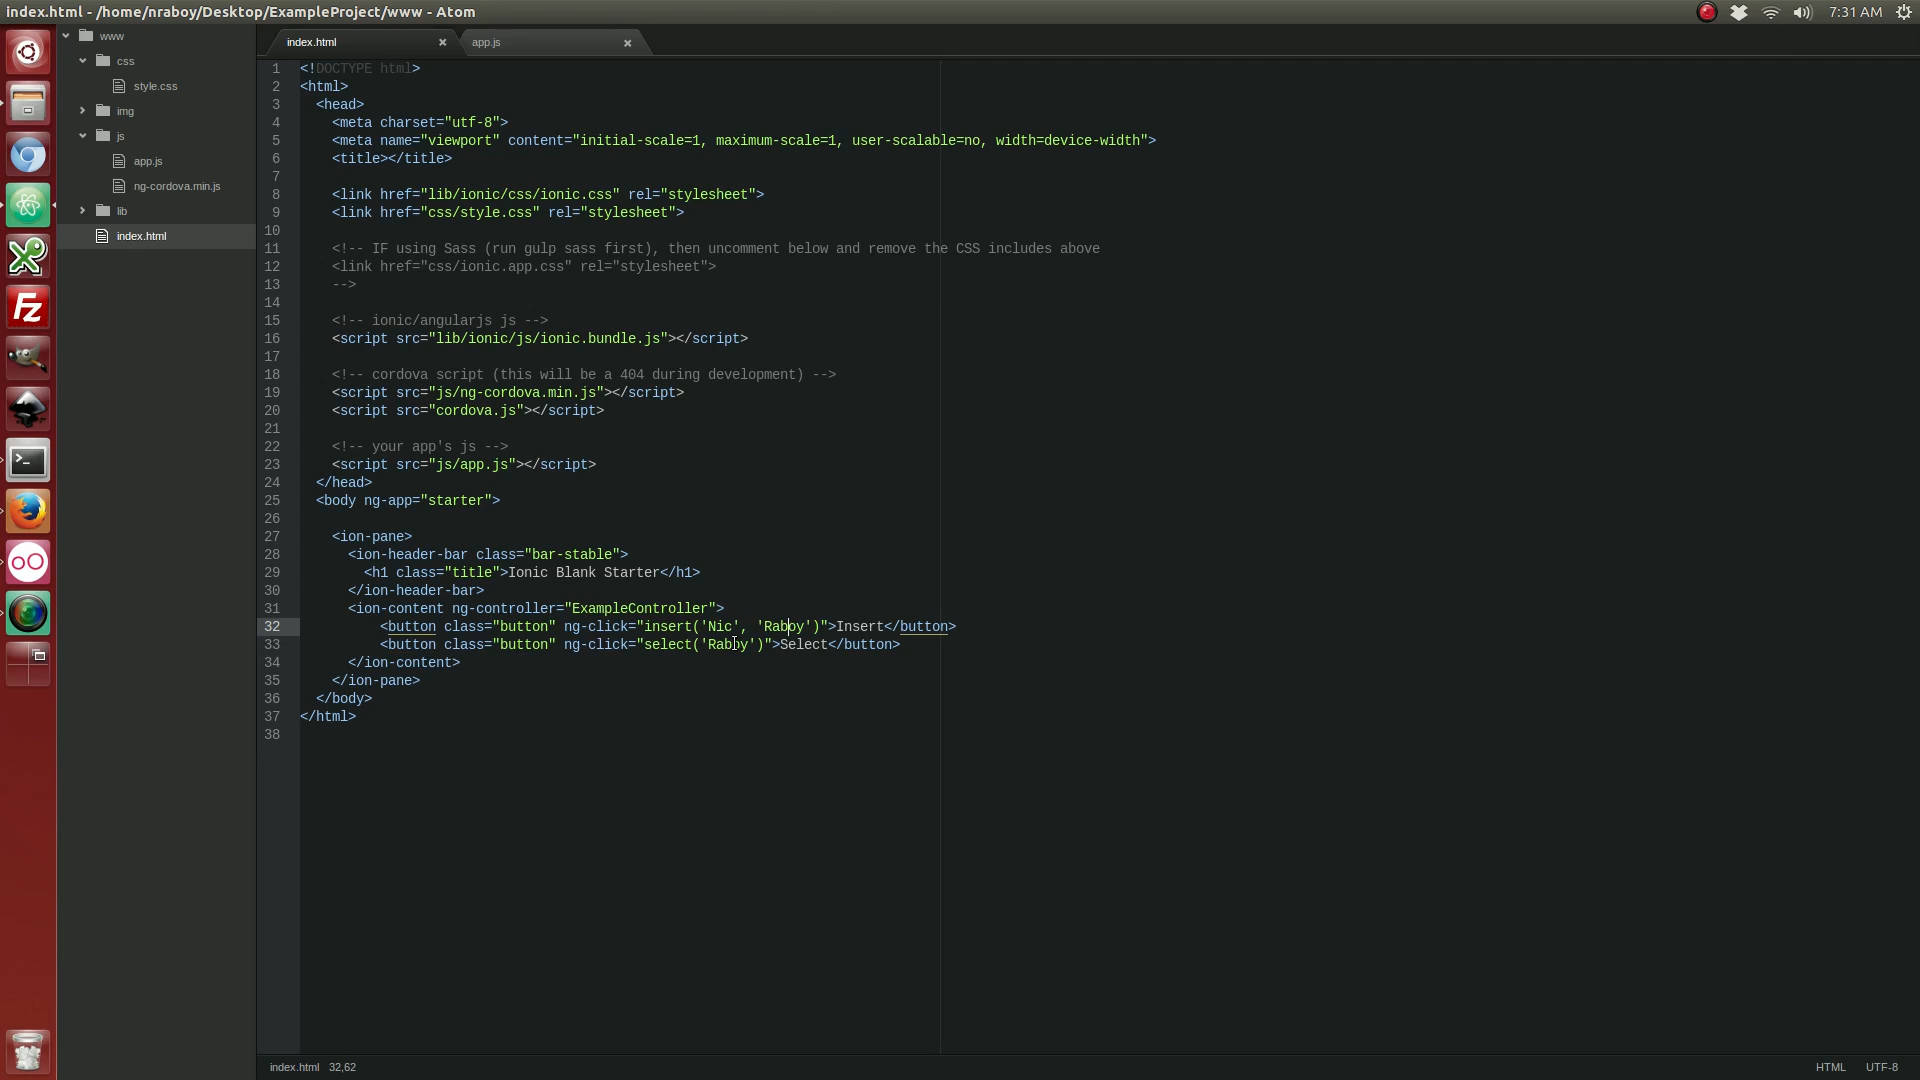 index.html - /home/nraboy/Desktop/ExampleProject/www - Atom
7:31 AM
www
css
style.css
img
js
app.js
ng-cordova.min.js
lib
index.html
index.html
app.js
1 <!DOCTYPE html>
2 <html>
3 <head>
4 <meta charset="utf-8">
5 <meta name="viewport" content="initial-scale=1, maximum-scale=1, user-scalable=no, width=device-width">
6 <title></title>
7
8 <link href="lib/ionic/css/ionic.css" rel="stylesheet">
9 <link href="css/style.css" rel="stylesheet">
10
11 <!-- IF using Sass (run gulp sass first), then uncomment below and remove the CSS includes above
12 <link href="css/ionic.app.css" rel="stylesheet">
13 -->
14
15 <!-- ionic/angularjs js -->
16 <script src="lib/ionic/js/ionic.bundle.js"></script>
17
18 <!-- cordova script (this will be a 404 during development) -->
19 <script src="js/ng-cordova.min.js"></script>
20 <script src="cordova.js"></script>
21
22 <!-- your app's js -->
23 <script src="js/app.js"></script>
24 </head>
25 <body ng-app="starter">
26
27 <ion-pane>
28 <ion-header-bar class="bar-stable">
29 <h1 class="title">Ionic Blank Starter</h1>
30 </ion-header-bar>
31 <ion-content ng-controller="ExampleController">
32 <button class="button" ng-click="insert('Nic', 'Raboy')">Insert</button>
33 <button class="button" ng-click="select('Raboy')">Select</button>
34 </ion-content>
35 </ion-pane>
36 </body>
37 </html>
38
index.html 32,62
HTML UTF-8